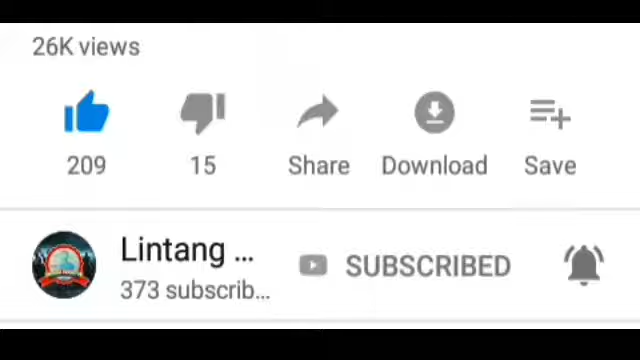 26K views
209 15 Share Download Save
Lintang ...
SUBSCRIBED
373 subscrib...